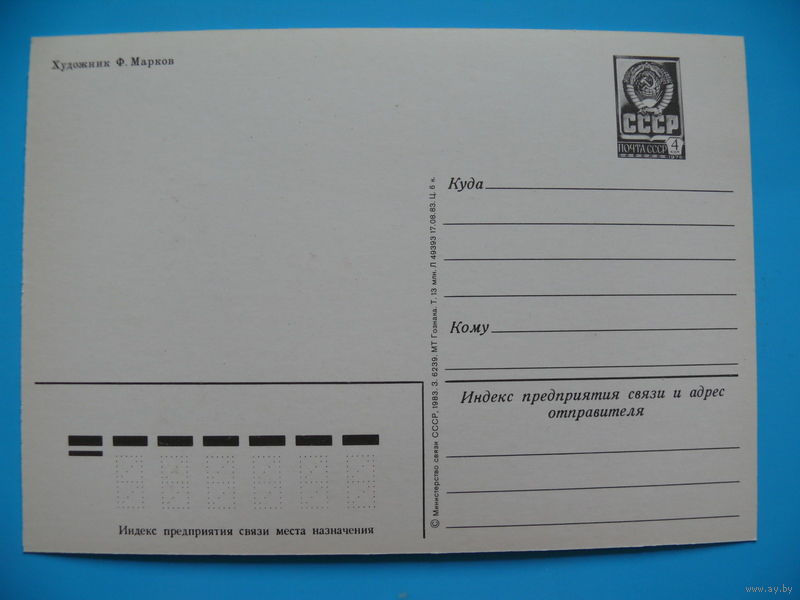 Художник Ф. Марков
СССР
ПОЧТА СССР
4
Куда
Кому
Индекс предприятия связи и адрес
отправителя
© Министерство связи СССР, 1983. З. 6239. МТ Гознака. Т. 13 млн. Л 49393 17.08.83. Ц. 6 к.
Индекс предприятия связи места назначения
www.ay.by